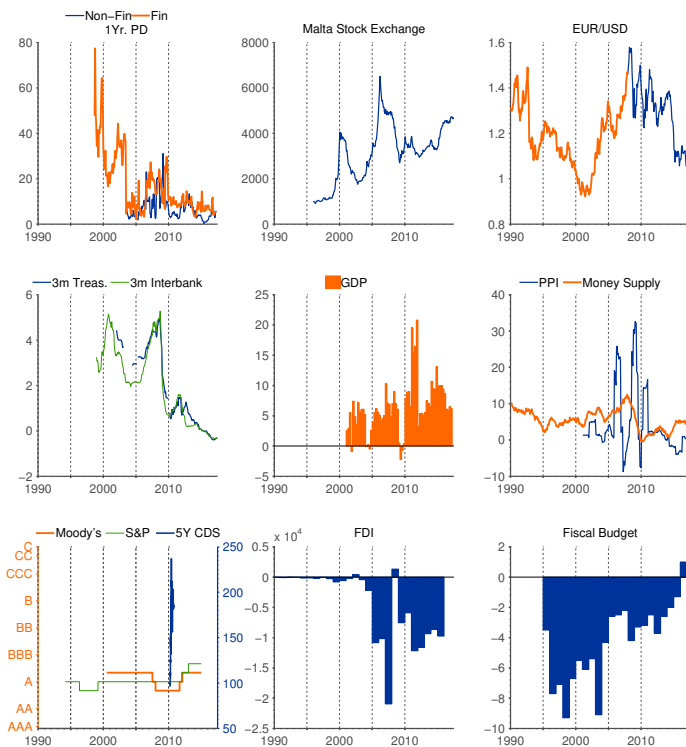 Non−Fin Fin
1Yr. PD
80
60
40
20
0
1990 2000 2010
Malta Stock Exchange
8000
6000
4000
2000
0
1990 2000 2010
EUR/USD
1.6
1.4
1.2
1
0.8
1990 2000 2010
3m Treas. 3m Interbank
6
4
2
0
−2
1990 2000 2010
GDP
25
20
15
10
5
0
−5
1990 2000 2010
PPI Money Supply
40
30
20
10
0
−10
1990 2000 2010
Moody's S&P 5Y CDS
C
CC
CCC
B
BB
BBB
A
AA
AAA
250
200
150
100
50
1990 2000 2010
x 10⁴ FDI
0.5
0
−0.5
−1
−1.5
−2
−2.5
1990 2000 2010
Fiscal Budget
2
0
−2
−4
−6
−8
−10
1990 2000 2010